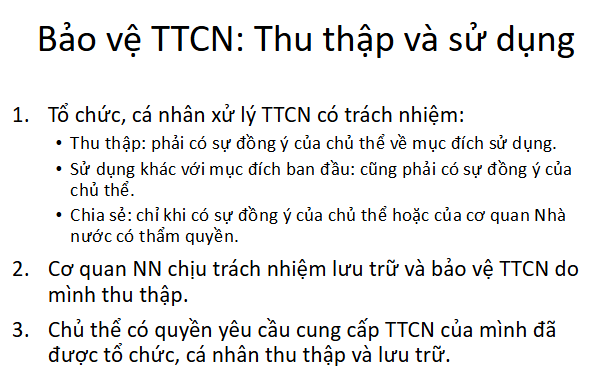 Bảo vệ TTCN: Thu thập và sử dụng
1. Tổ chức, cá nhân xử lý TTCN có trách nhiệm:
• Thu thập: phải có sự đồng ý của chủ thể về mục đích sử dụng.
• Sử dụng khác với mục đích ban đầu: cũng phải có sự đồng ý của
chủ thể.
• Chia sẻ: chỉ khi có sự đồng ý của chủ thể hoặc của cơ quan Nhà
nước có thẩm quyền.
2. Cơ quan NN chịu trách nhiệm lưu trữ và bảo vệ TTCN do
mình thu thập.
3. Chủ thể có quyền yêu cầu cung cấp TTCN của mình đã
được tổ chức, cá nhân thu thập và lưu trữ.